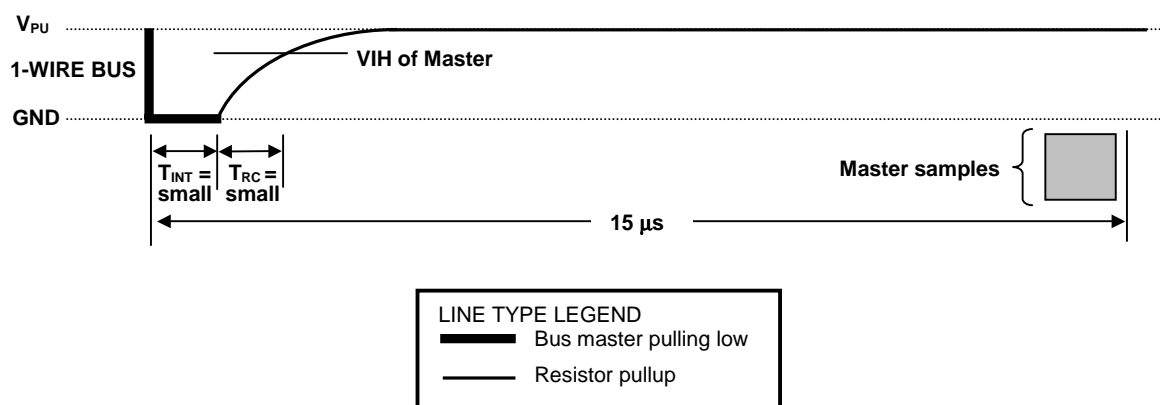 VPU
1-WIRE BUS
GND
VIH of Master
TINT =
small
TRC =
small
Master samples
15 μs
LINE TYPE LEGEND
Bus master pulling low
Resistor pullup